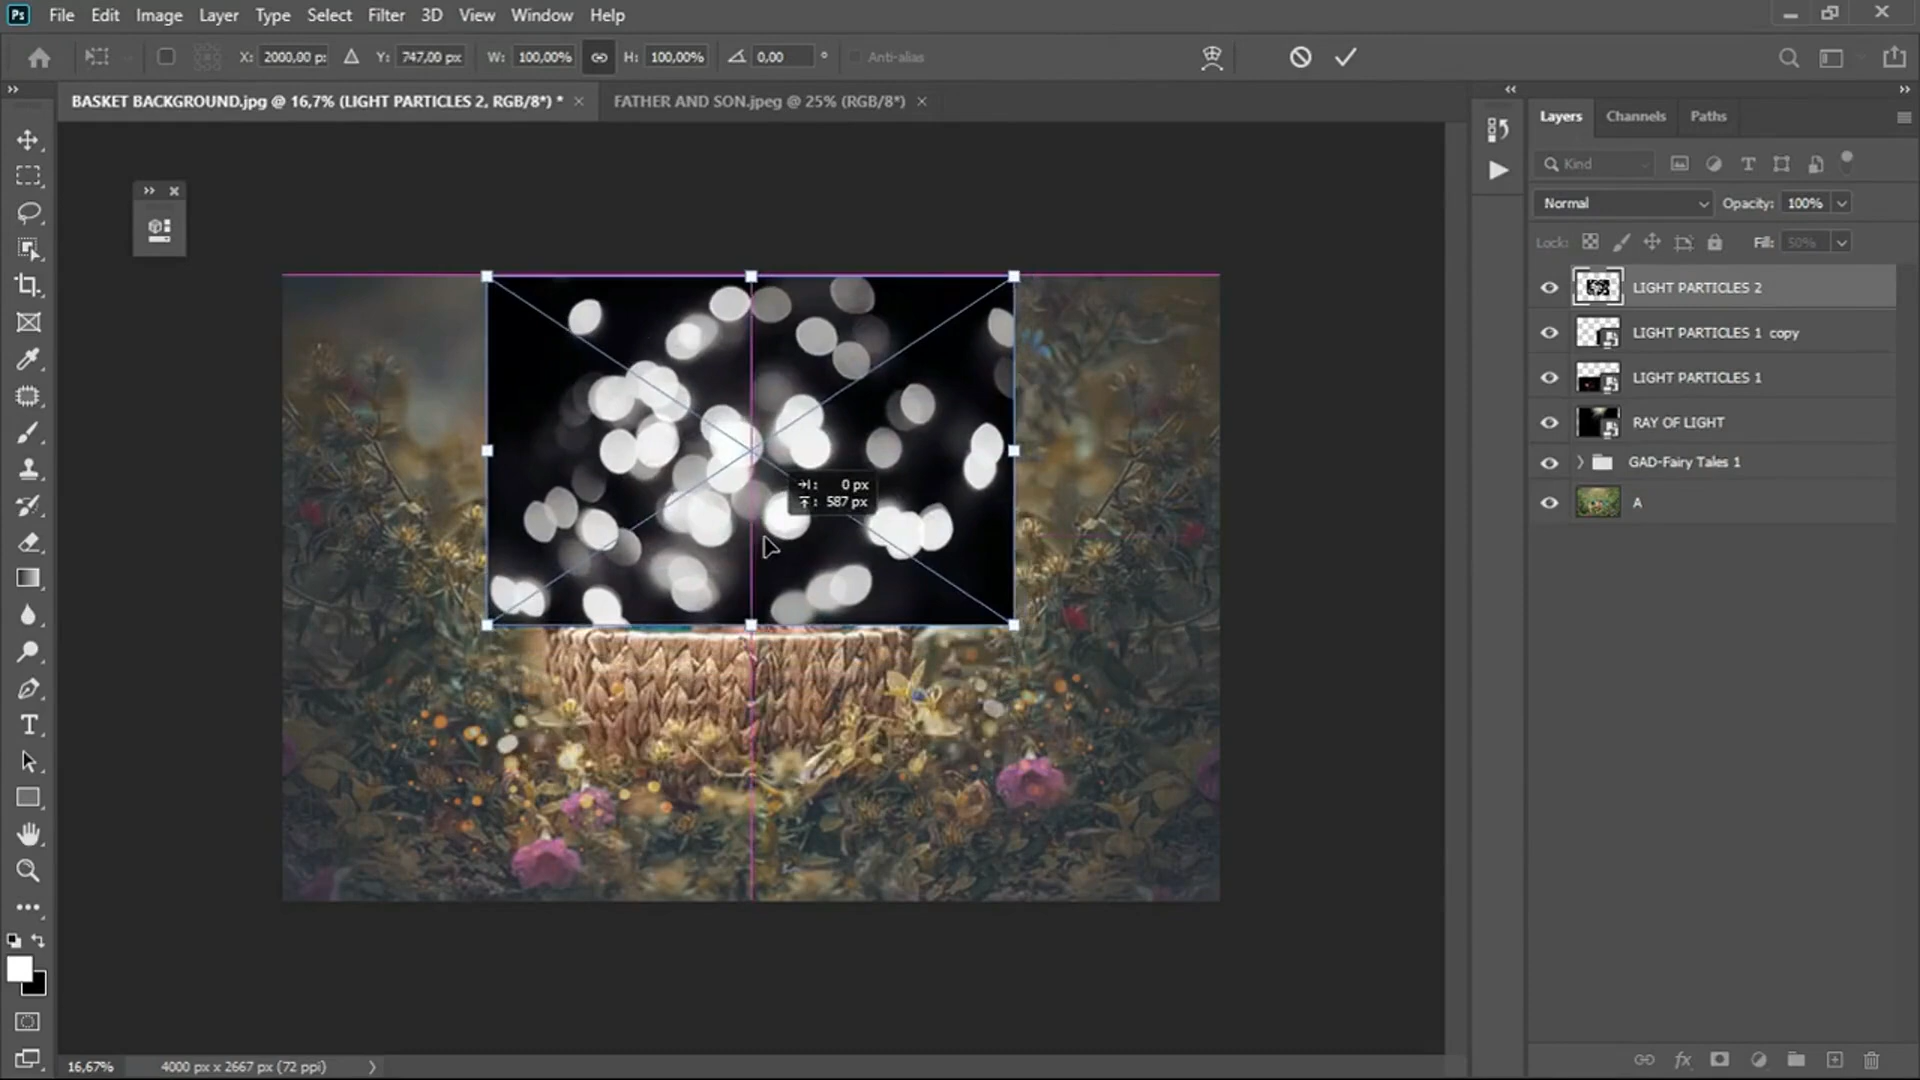 Ps File Edit Image Layer Type Select Filter 3D View Window Help
X: 2000,00 p: Y: 747,00 px W: 100,00% H: 100,00% 0,00 ° Anti-alias
BASKET BACKGROUND.jpg @ 16,7% (LIGHT PARTICLES 2, RGB/8*) * FATHER AND SON.jpeg @ 25% (RGB/8*)
Layers Channels Paths
Kind
Normal Opacity: 100%
Lock: Fill: 50%
LIGHT PARTICLES 2
LIGHT PARTICLES 1 copy
LIGHT PARTICLES 1
RAY OF LIGHT
GAD-Fairy Tales 1
A
: 0 px
: 587 px
16,67% 4000 px x 2667 px (72 ppi)